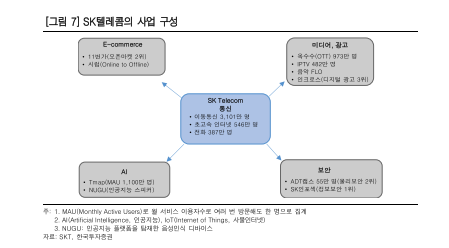 [그림 7] SK텔레콤의 사업 구성
E-commerce
• 11번가(오픈마켓 2위)
• 시럽(Online to Offline)
미디어, 광고
• 옥수수(OTT) 973만 명
• IPTV 482만 명
• 음악 FLO
• 인크로스(디지털 광고 3위)
SK Telecom
통신
• 이동통신 3,101만 명
• 초고속 인터넷 546만 명
• 전화 387만 명
AI
• Tmap(MAU 1,100만 명)
• NUGU(인공지능 스피커)
보안
• ADT캡스 55만 명(물리보안 2위)
• SK인포섹(정보보안 1위)
주: 1. MAU(Monthly Active Users)로 월 서비스 이용자수로 여러 번 방문해도 한 명으로 집계
2. AI(Artificial Intelligence, 인공지능), IoT(Internet of Things, 사물인터넷)
3. NUGU: 인공지능 플랫폼을 탑재한 음성인식 디바이스
자료: SKT, 한국투자증권